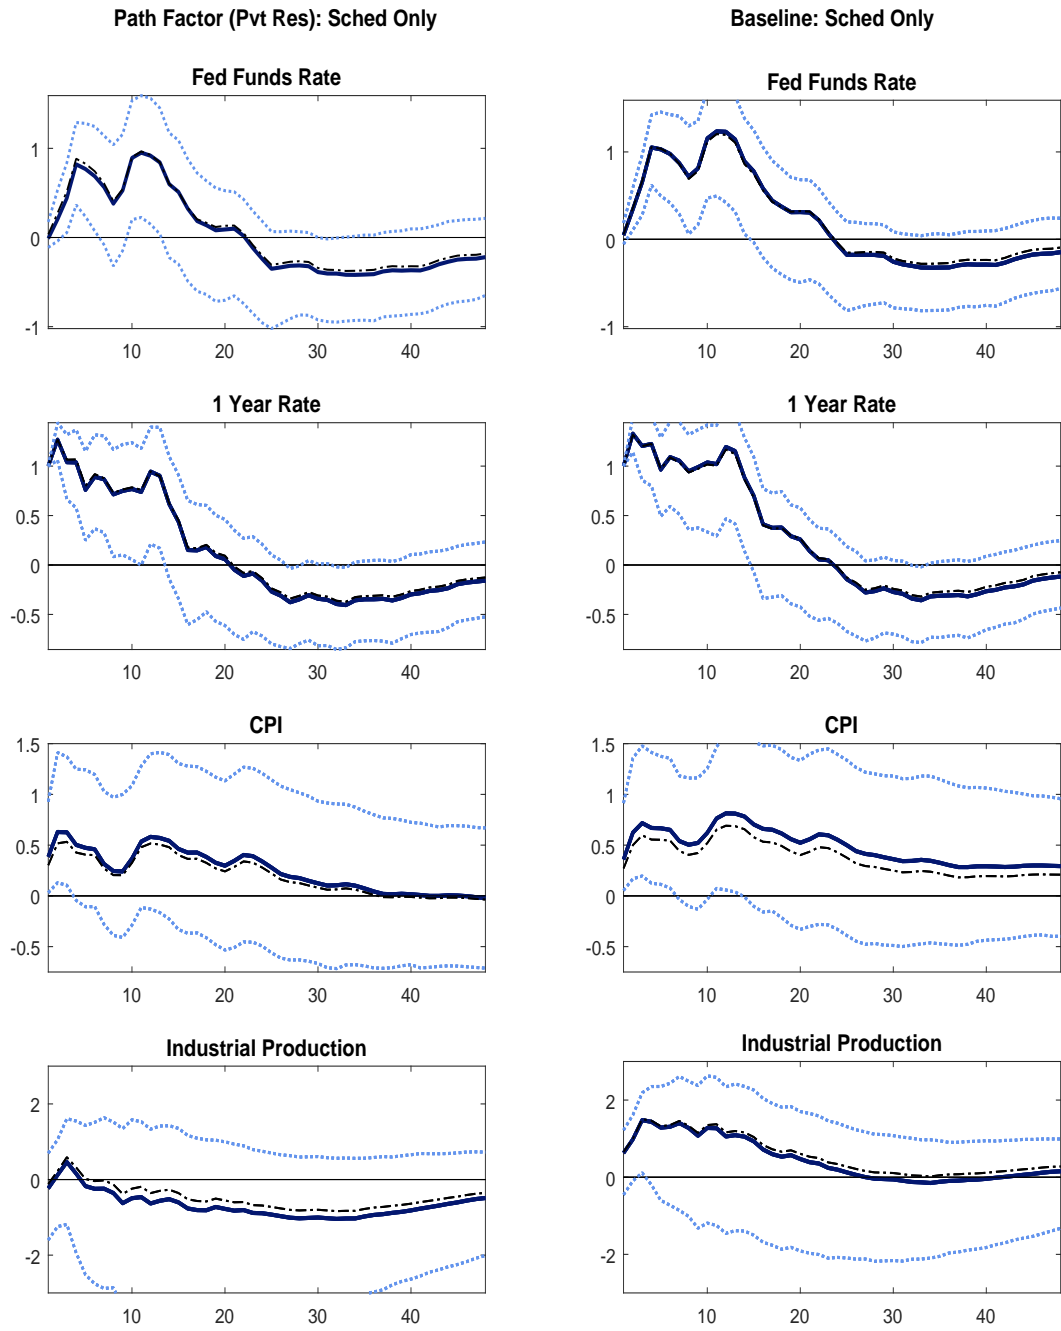 Path Factor (Pvt Res): Sched Only
Baseline: Sched Only
Fed Funds Rate
1
0
-1
10 20 30 40
Fed Funds Rate
1
0
-1
10 20 30 40
1 Year Rate
1
0.5
0
-0.5
10 20 30 40
1 Year Rate
1
0.5
0
-0.5
10 20 30 40
CPI
1.5
1
0.5
0
-0.5
10 20 30 40
CPI
1.5
1
0.5
0
-0.5
10 20 30 40
Industrial Production
2
0
-2
10 20 30 40
Industrial Production
2
0
-2
10 20 30 40